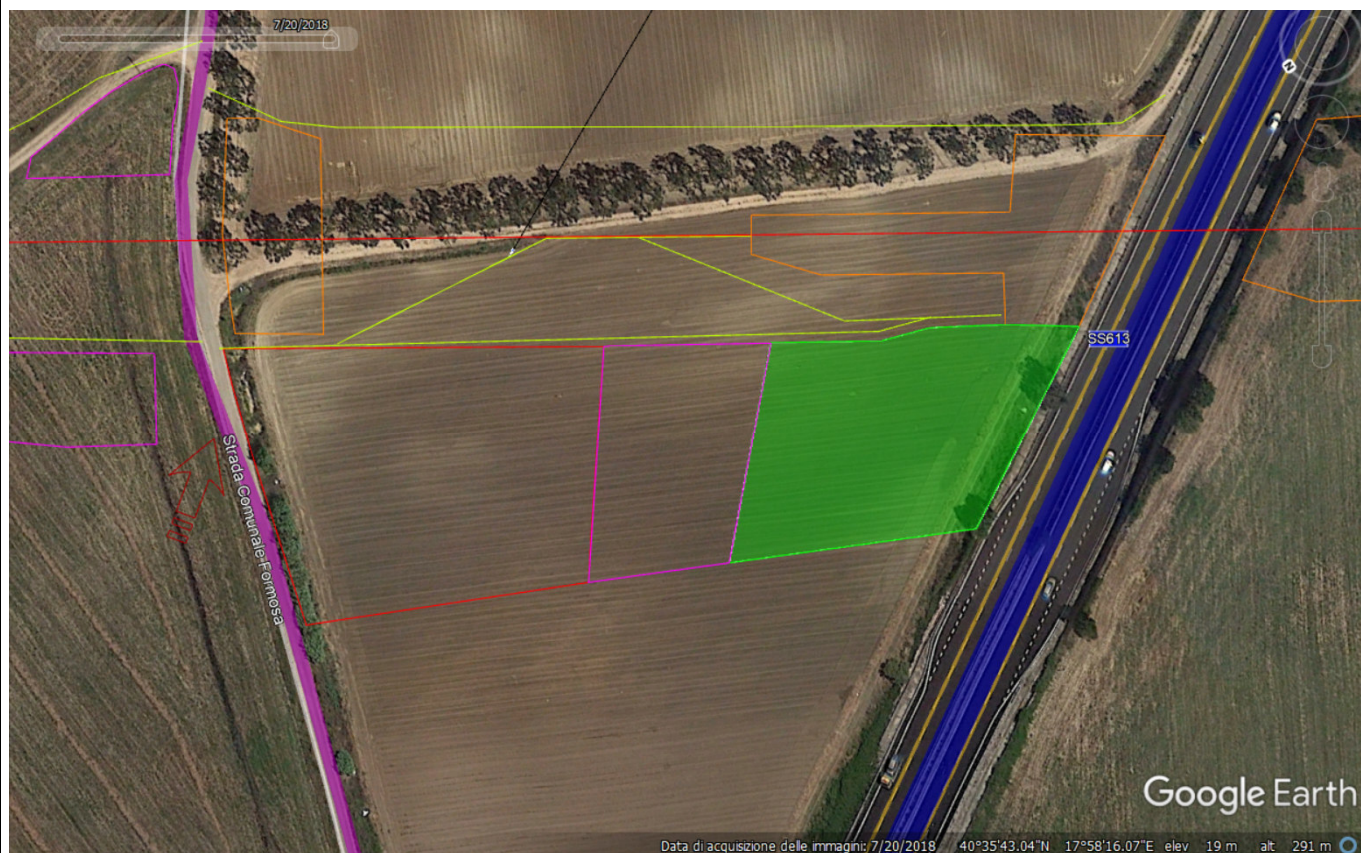 7/20/2018
N
SS613
Strada Comunale Formosa
Google Earth
Data di acquisizione delle immagini: 7/20/2018 40°35'43.04"N 17°58'16.07"E elev 19 m alt 291 m